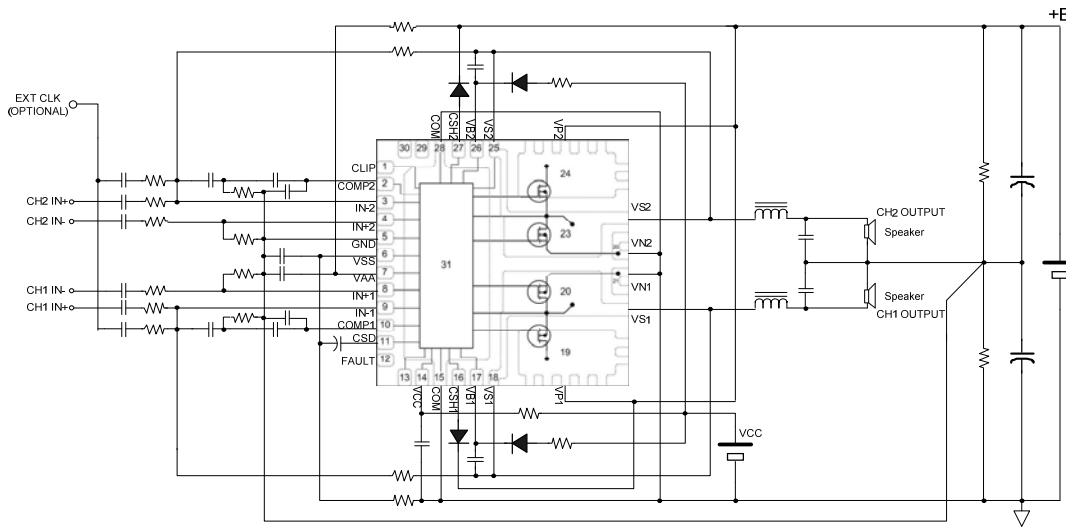 +B
EXT CLK
(OPTIONAL)
COM
CSH2
VB2
VS2
VP2
30
29
28
27
26
25
CLIP
1
COMP2
2
CH2 IN+
IN-2
3
CH2 IN-
IN+2
4
GND
5
VSS
6
VAA
7
CH1 IN-
IN+1
8
CH1 IN+
IN-1
9
COMP1
10
CSD
11
FAULT
12
31
24
23
20
19
VS2
VN2
VN1
VS1
CH2 OUTPUT
Speaker
Speaker
CH1 OUTPUT
13
14
15
16
17
18
VCC
COM
CSH1
VB1
VS1
VP1
VCC